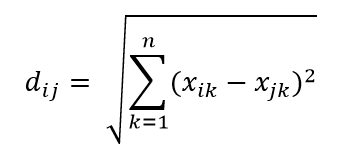 d_{ij} = \sqrt{\sum_{k=1}^{n} (x_{ik} - x_{jk})^2}